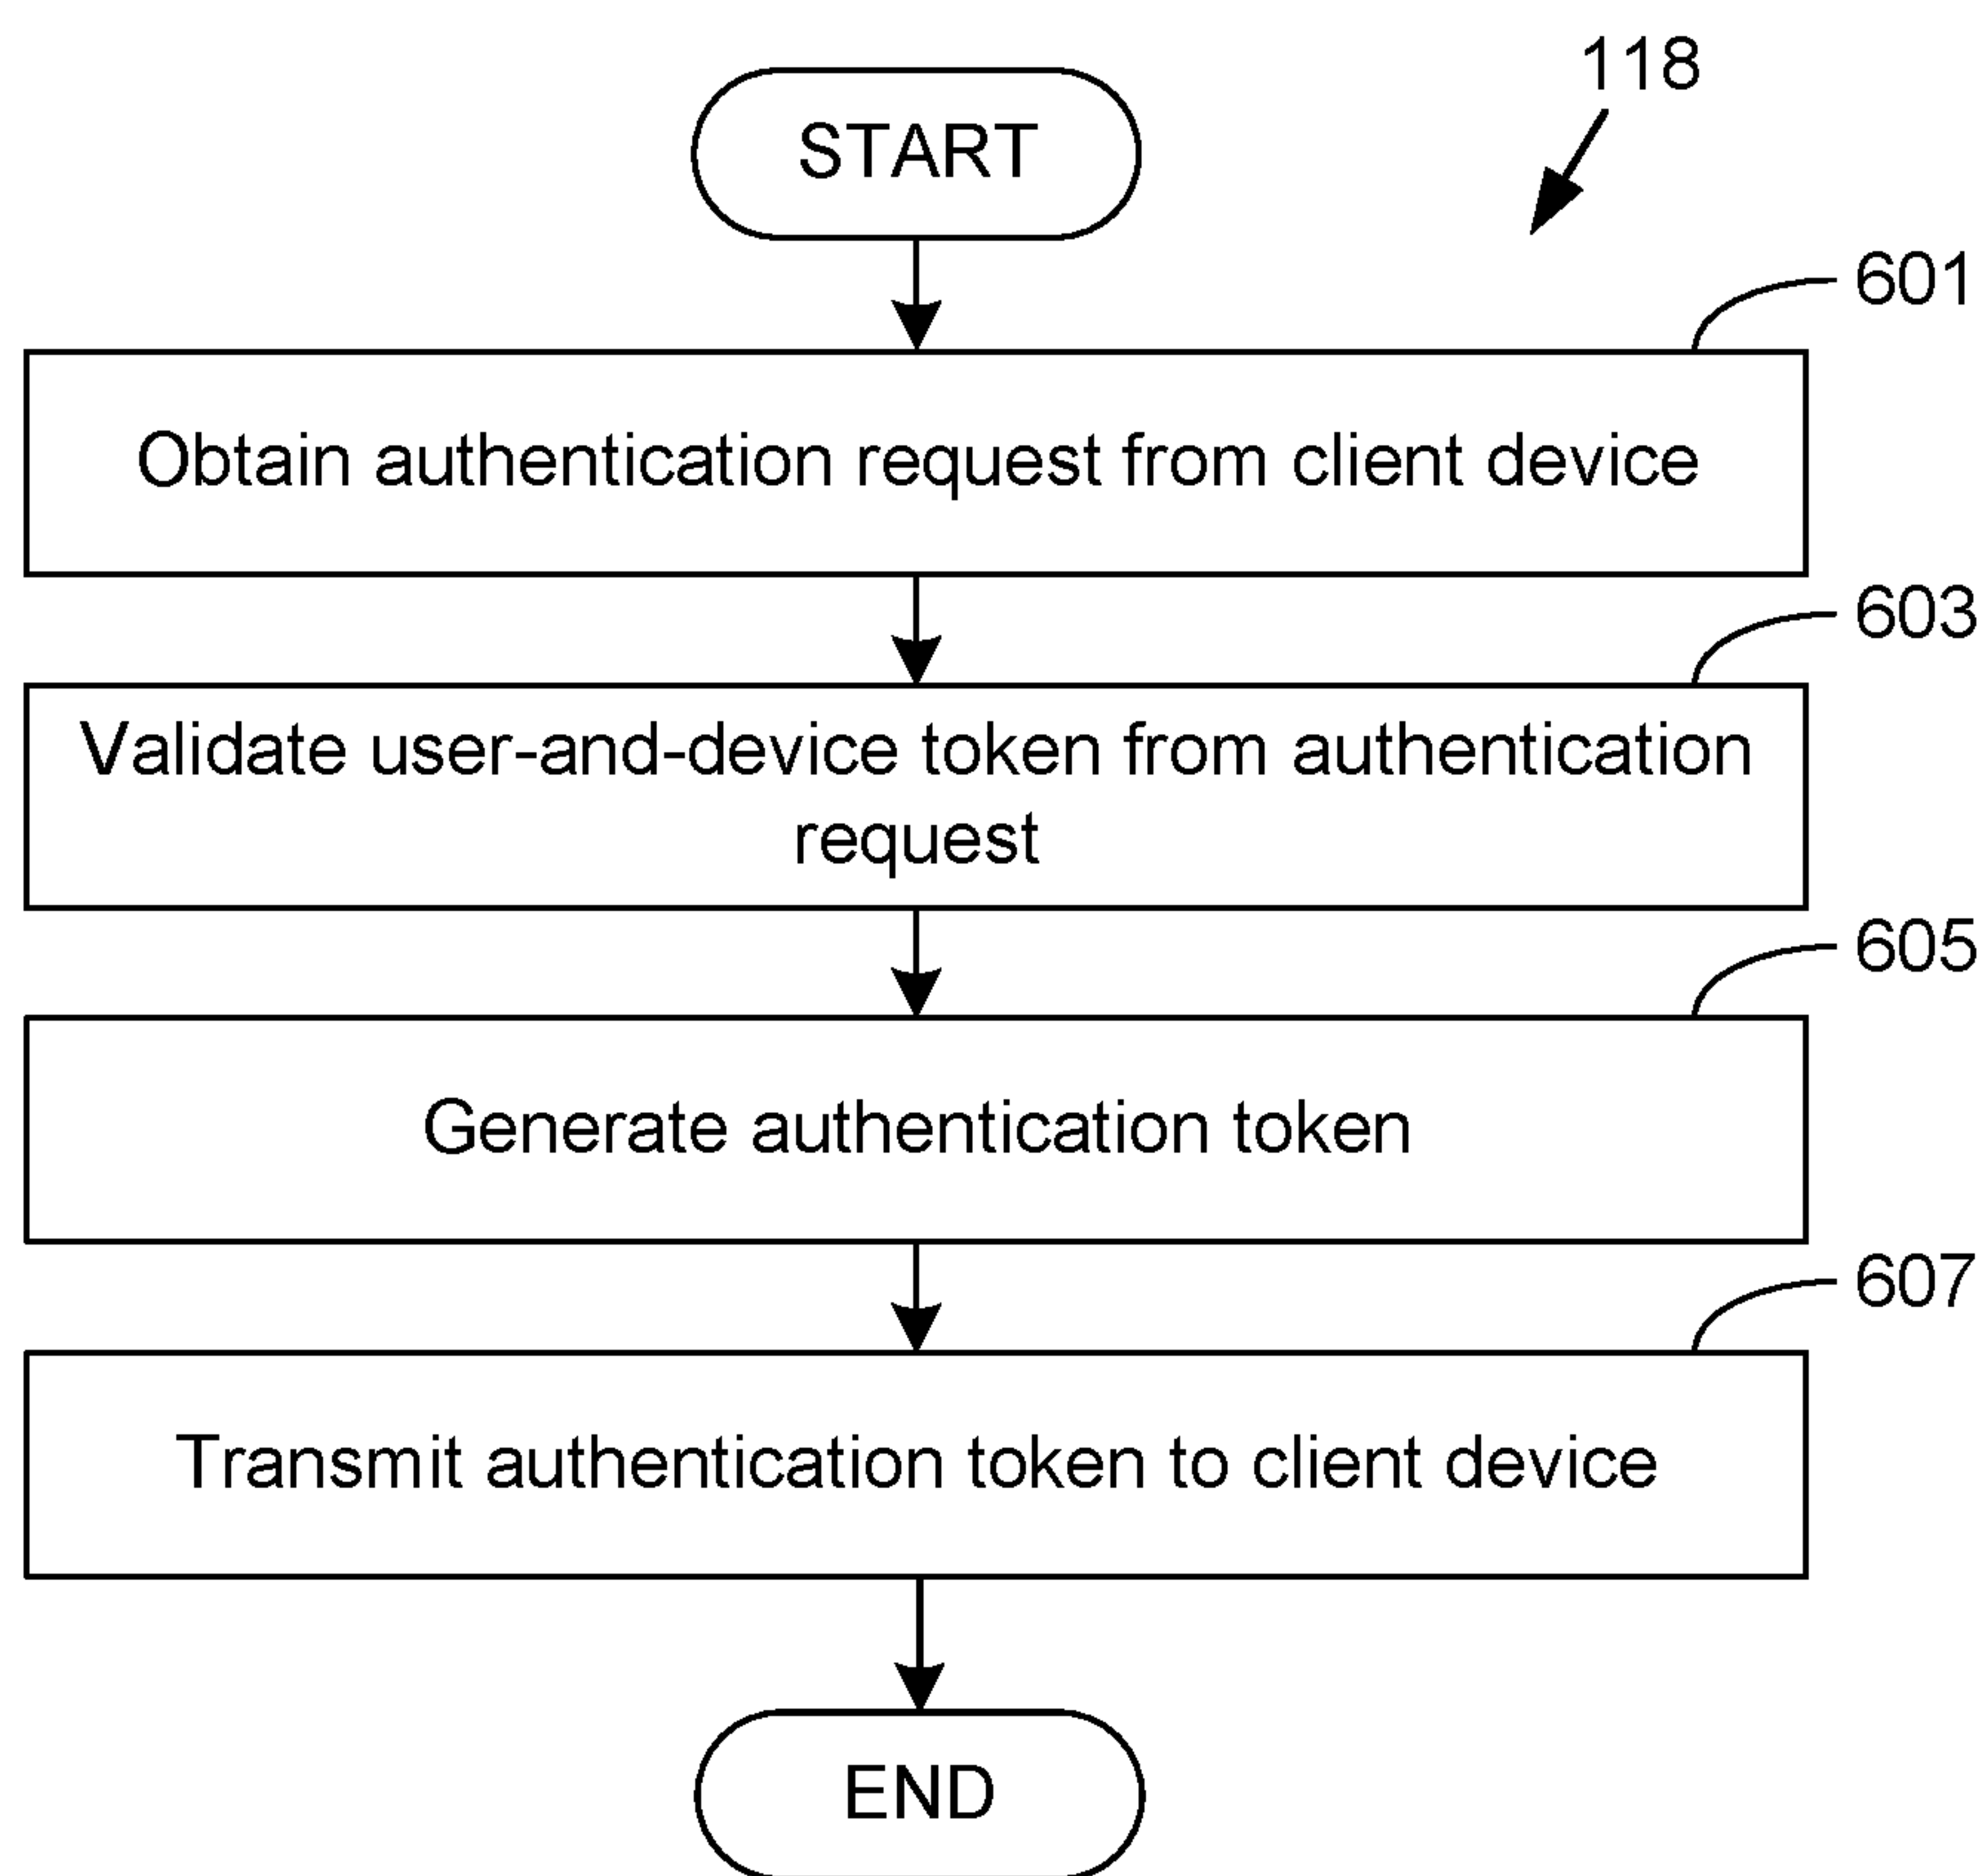 118
START
601
Obtain authentication request from client device
603
Validate user-and-device token from authentication
request
605
Generate authentication token
607
Transmit authentication token to client device
END